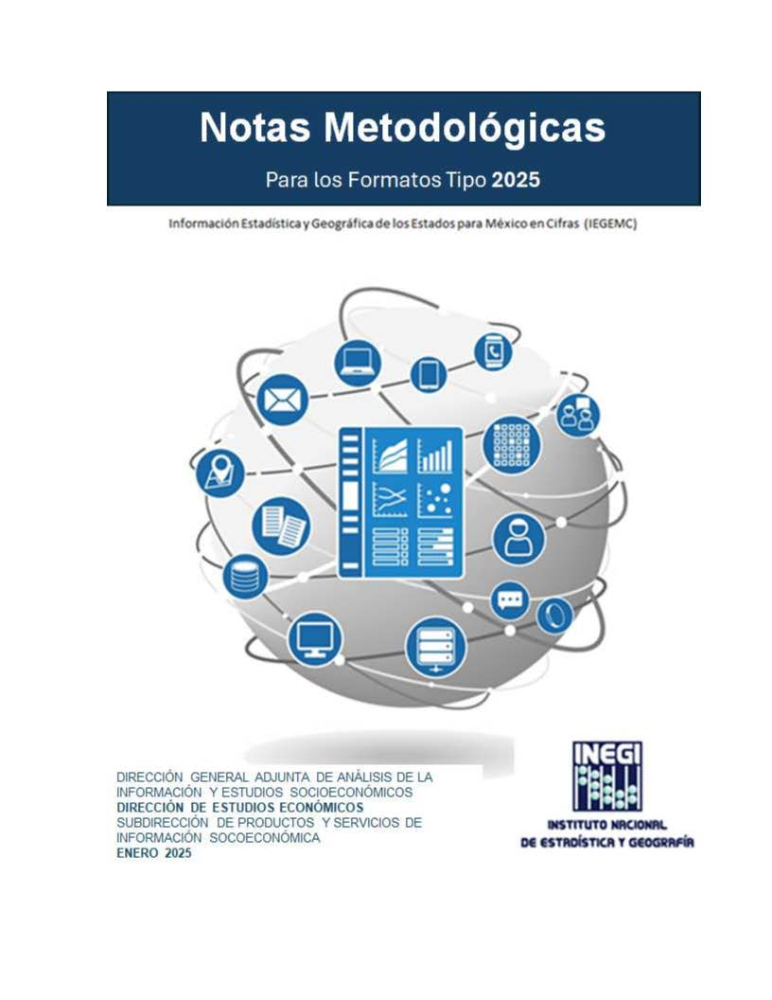 Notas Metodológicas
Para los Formatos Tipo 2025
Información Estadística y Geográfica de los Estados para México en Cifras (IEGEMC)
DIRECCIÓN GENERAL ADJUNTA DE ANÁLISIS DE LA
INFORMACIÓN Y ESTUDIOS SOCIOECONÓMICOS
DIRECCIÓN DE ESTUDIOS ECONÓMICOS
SUBDIRECCIÓN DE PRODUCTOS Y SERVICIOS DE
INFORMACIÓN SOCOECONÓMICA
ENERO 2025
INEGI
INSTITUTO NACIONAL
DE ESTADÍSTICA Y GEOGRAFÍA